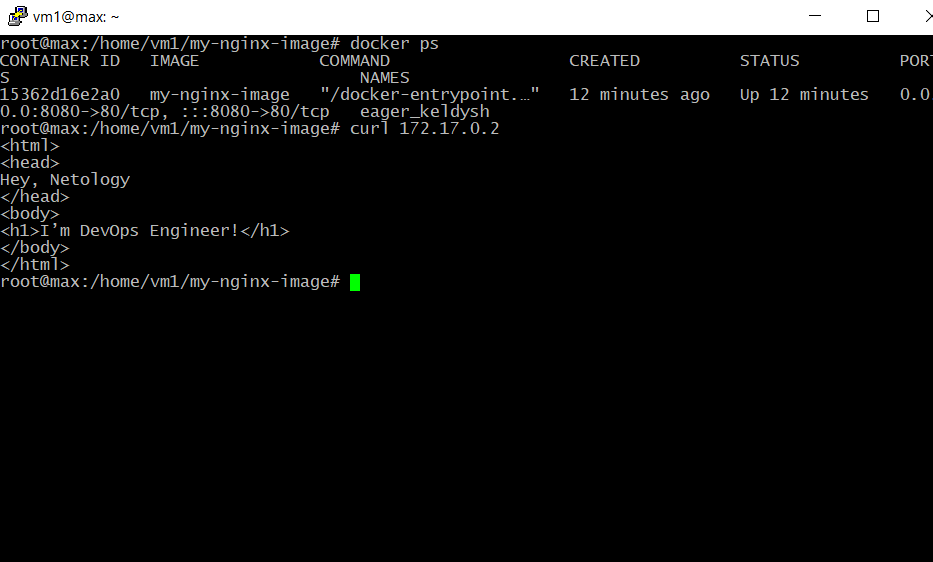 vm1@max: ~
root@max:/home/vm1/my-nginx-image# docker ps
CONTAINER ID   IMAGE            COMMAND                  CREATED          STATUS          POR
S                                   NAMES
15362d16e2a0   my-nginx-image   "/docker-entrypoint.…"   12 minutes ago   Up 12 minutes   0.0.
0.0:8080->80/tcp, :::8080->80/tcp   eager_keldysh
root@max:/home/vm1/my-nginx-image# curl 172.17.0.2
<html>
<head>
Hey, Netology
</head>
<body>
<h1>I’m DevOps Engineer!</h1>
</body>
</html>
root@max:/home/vm1/my-nginx-image#